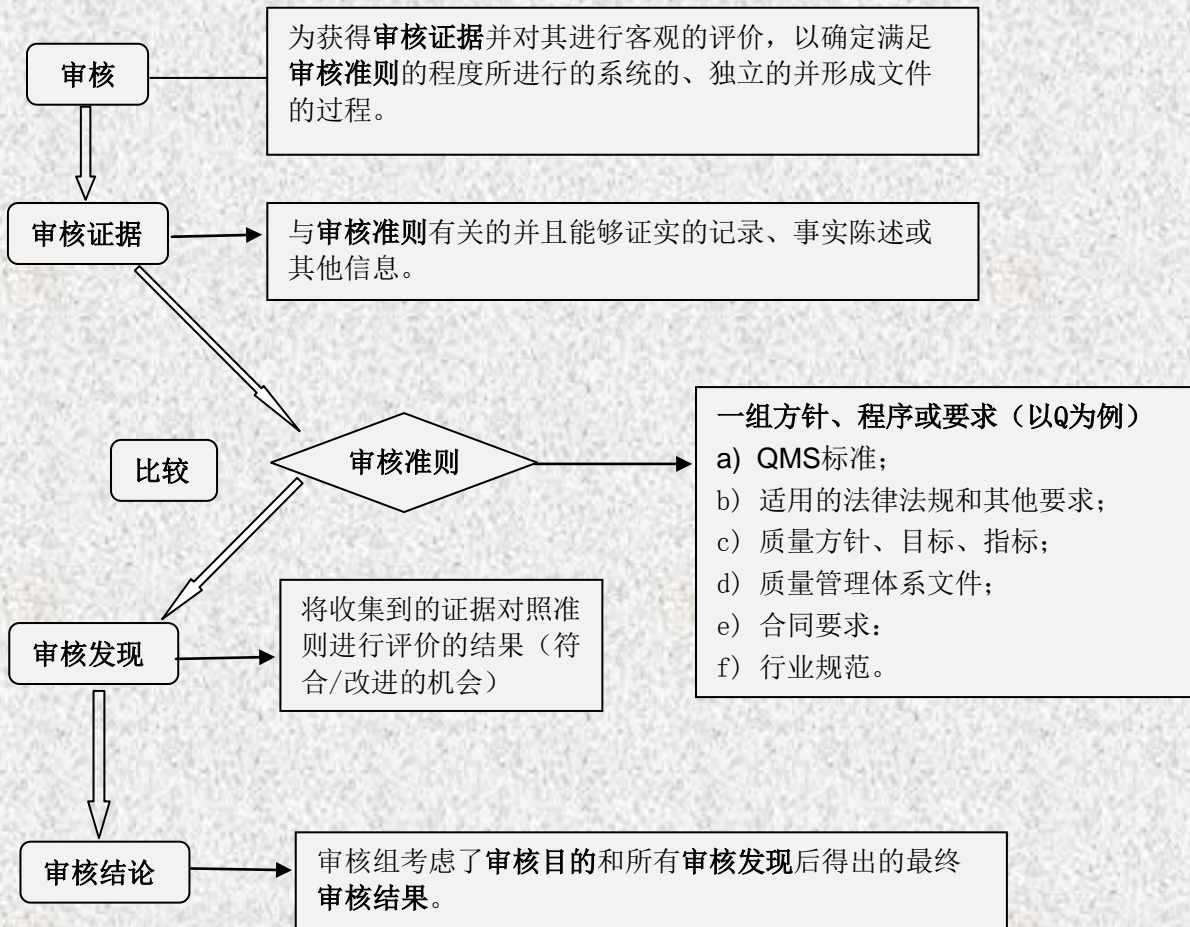 审核
为获得审核证据并对其进行客观的评价，以确定满足
审核准则的程度所进行的系统的、独立的并形成文件
的过程。
审核证据
与审核准则有关的并且能够证实的记录、事实陈述或
其他信息。
比较
审核准则
一组方针、程序或要求（以Q为例）
a) QMS标准；
b) 适用的法律法规和其他要求；
c) 质量方针、目标、指标；
d) 质量管理体系文件；
e) 合同要求：
f) 行业规范。
审核发现
将收集到的证据对照准
则进行评价的结果（符
合/改进的机会）
审核结论
审核组考虑了审核目的和所有审核发现后得出的最终
审核结果。